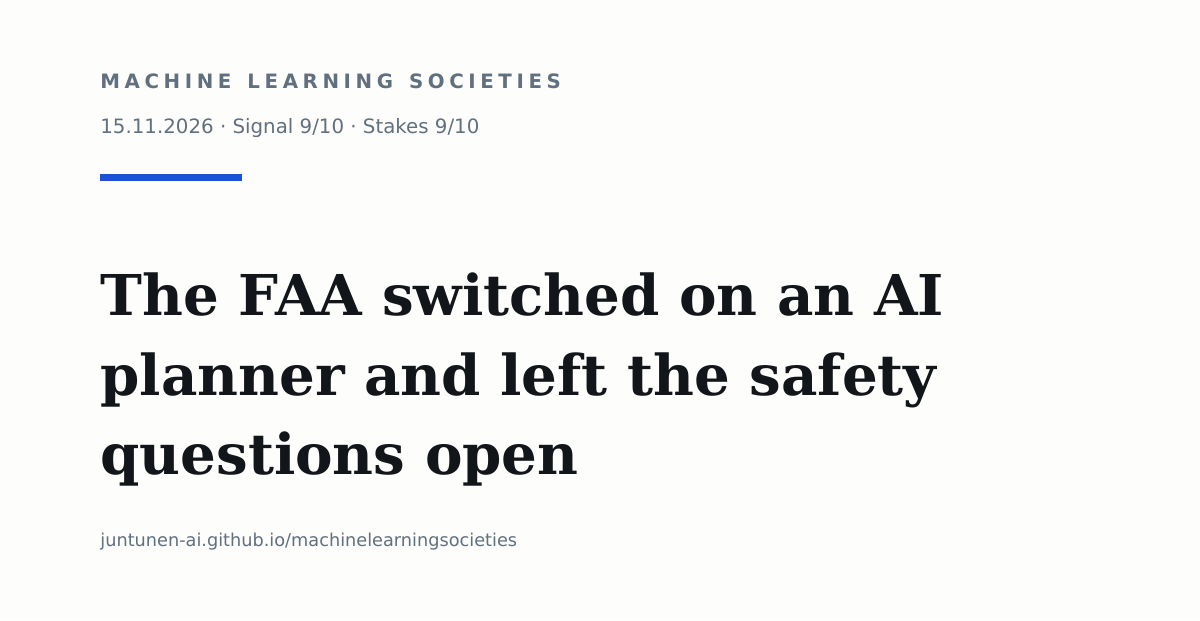 MACHINE LEARNING SOCIETIES
15.11.2026 · Signal 9/10 · Stakes 9/10
The FAA switched on an AI
planner and left the safety
questions open
juntunen-ai.github.io/machinelearningsocieties